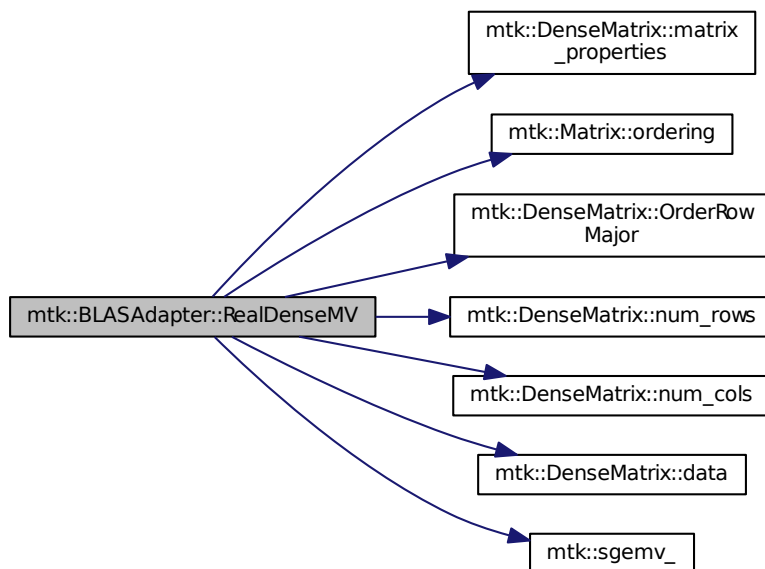 mtk::DenseMatrix::matrix
_properties
mtk::Matrix::ordering
mtk::DenseMatrix::OrderRow
Major
mtk::BLASAdapter::RealDenseMV
mtk::DenseMatrix::num_rows
mtk::DenseMatrix::num_cols
mtk::DenseMatrix::data
mtk::sgemv_